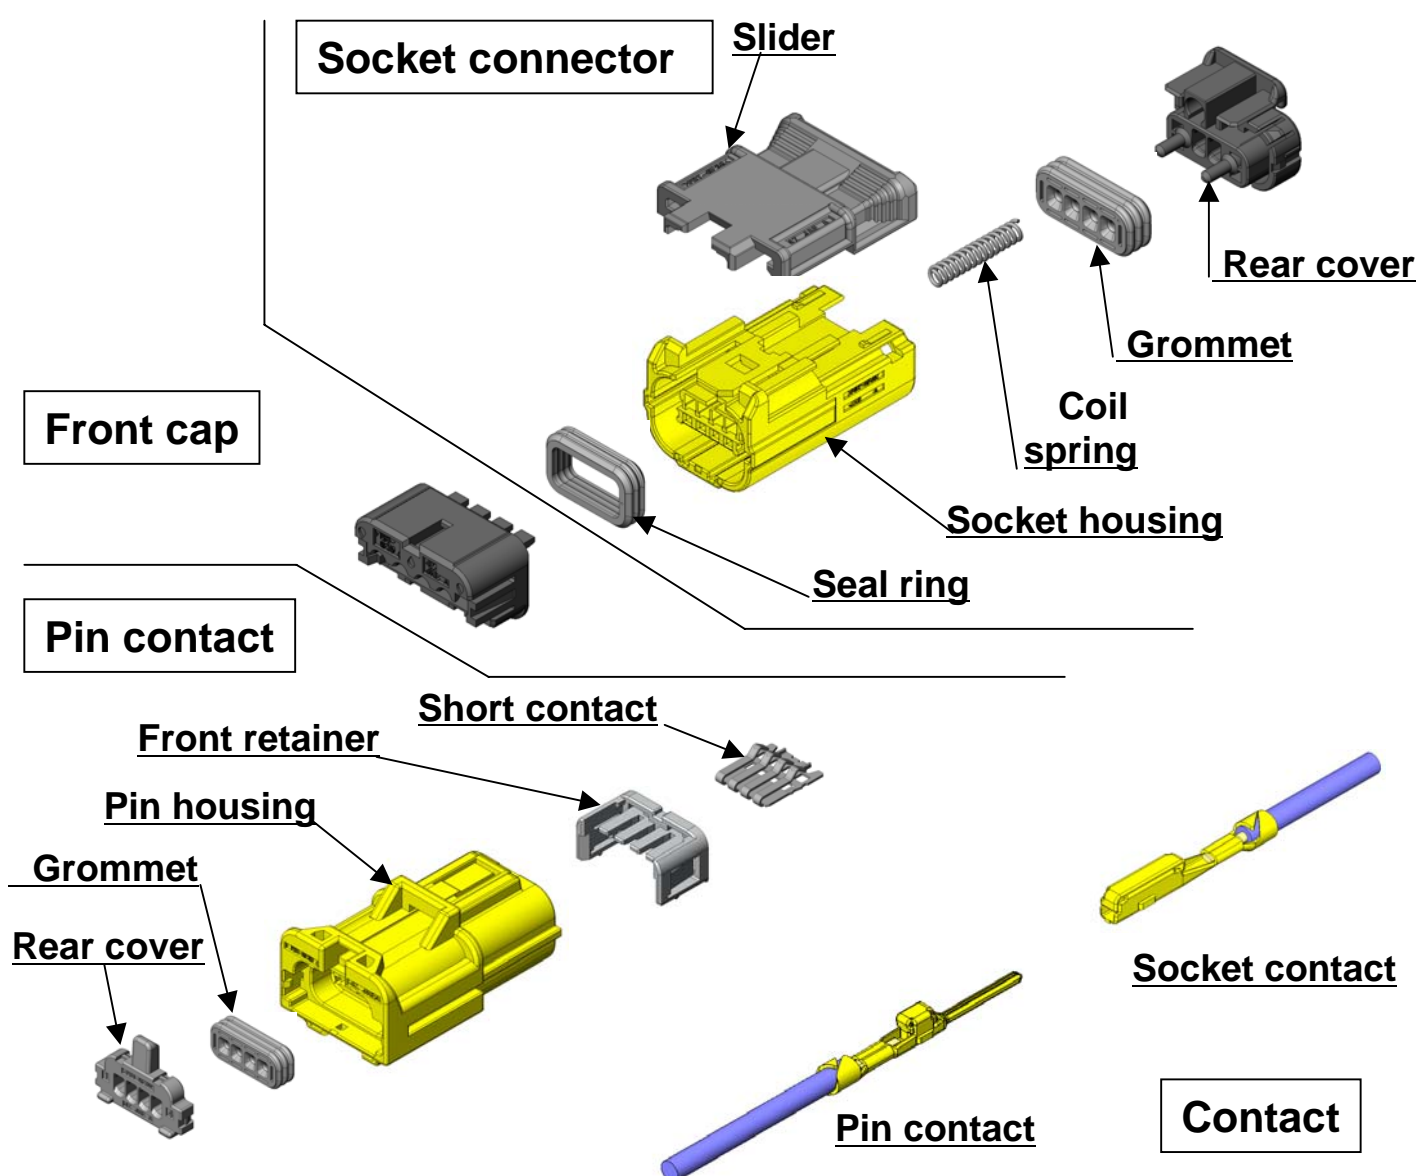 Socket connector
Slider
Rear cover
Grommet
Coil
spring
Socket housing
Seal ring
Front cap
Pin contact
Short contact
Front retainer
Pin housing
Grommet
Rear cover
Socket contact
Pin contact
Contact